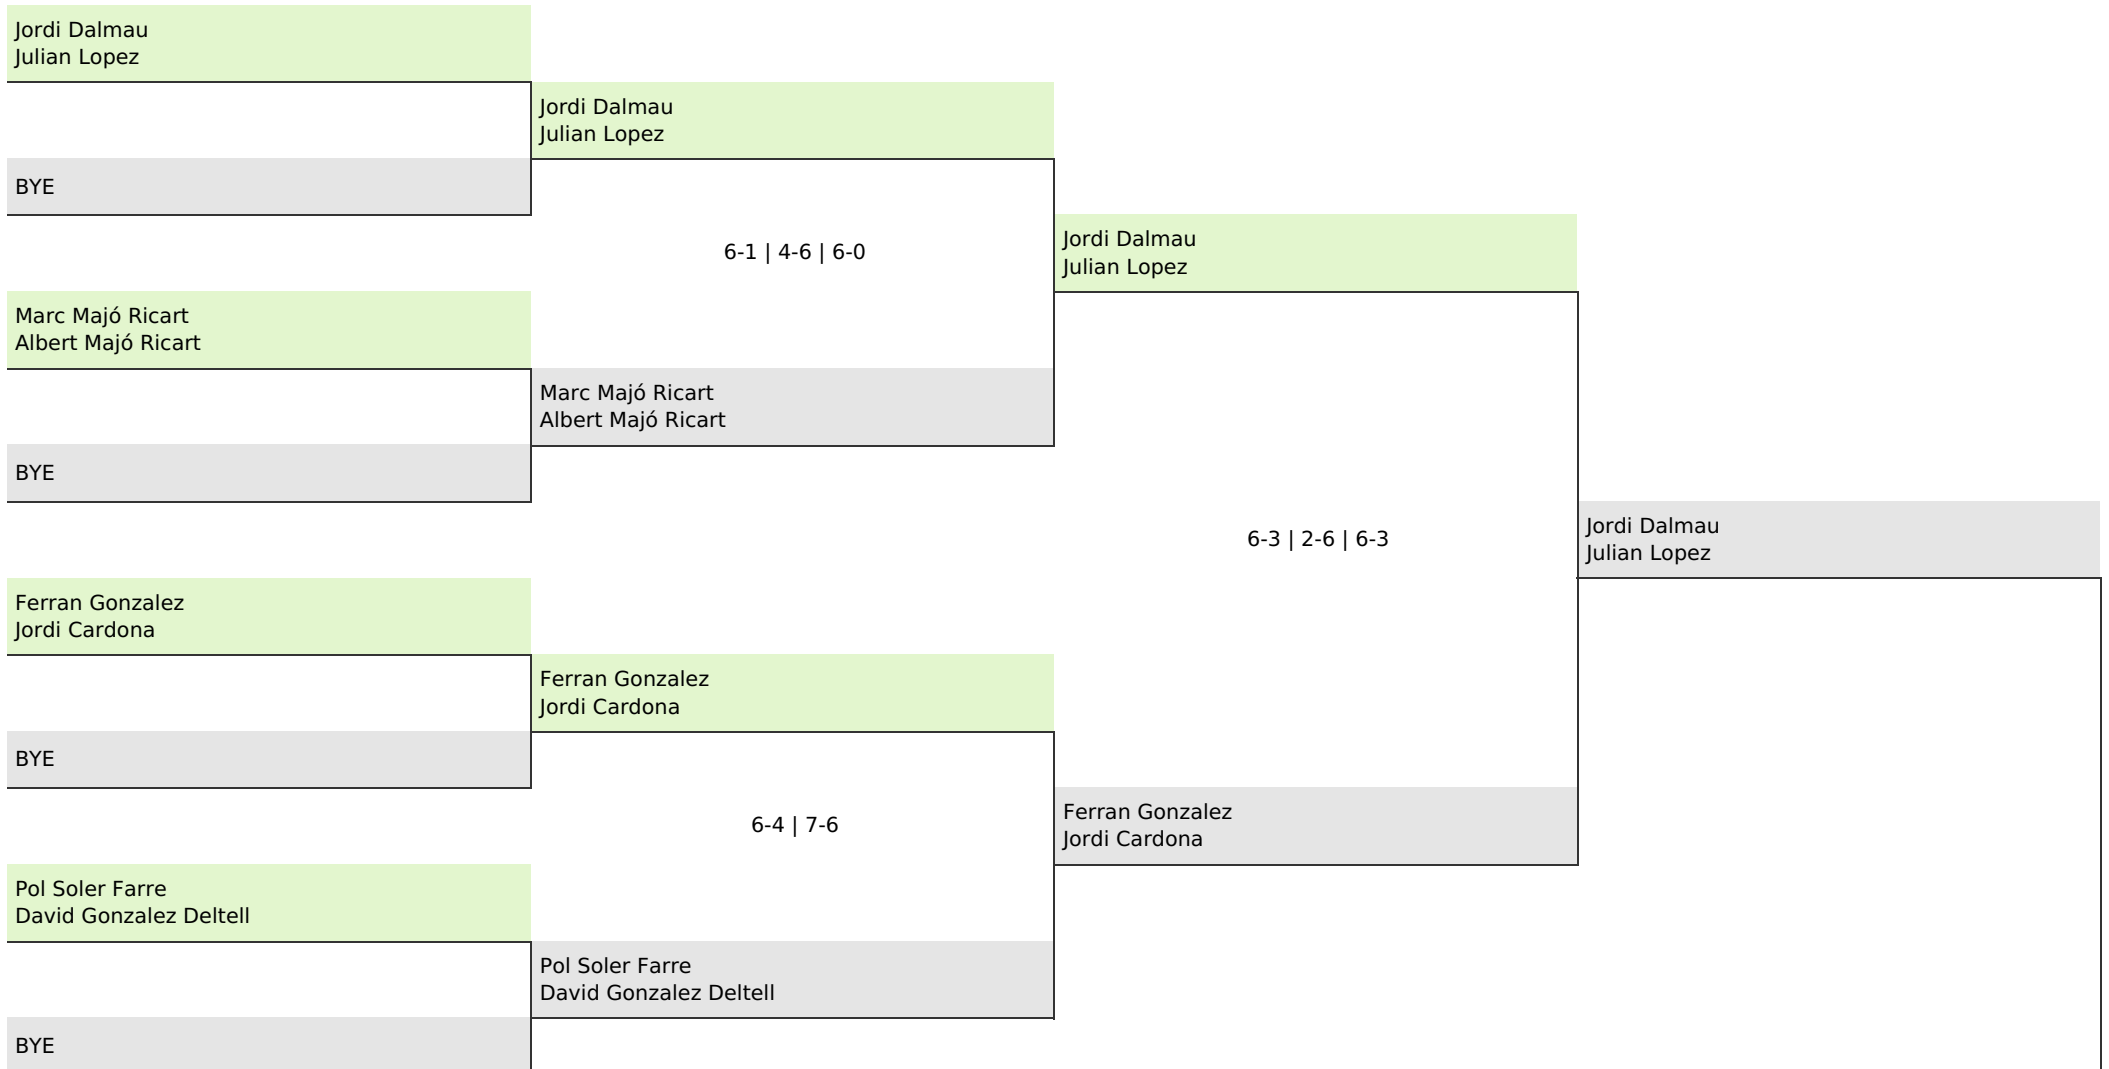 Jordi Dalmau
Julian Lopez
BYE
Marc Majó Ricart
Albert Majó Ricart
BYE
Ferran Gonzalez
Jordi Cardona
BYE
Pol Soler Farre
David Gonzalez Deltell
BYE
Jordi Dalmau
Julian Lopez
6-1 | 4-6 | 6-0
Marc Majó Ricart
Albert Majó Ricart
Ferran Gonzalez
Jordi Cardona
6-4 | 7-6
Pol Soler Farre
David Gonzalez Deltell
Jordi Dalmau
Julian Lopez
6-3 | 2-6 | 6-3
Ferran Gonzalez
Jordi Cardona
Jordi Dalmau
Julian Lopez